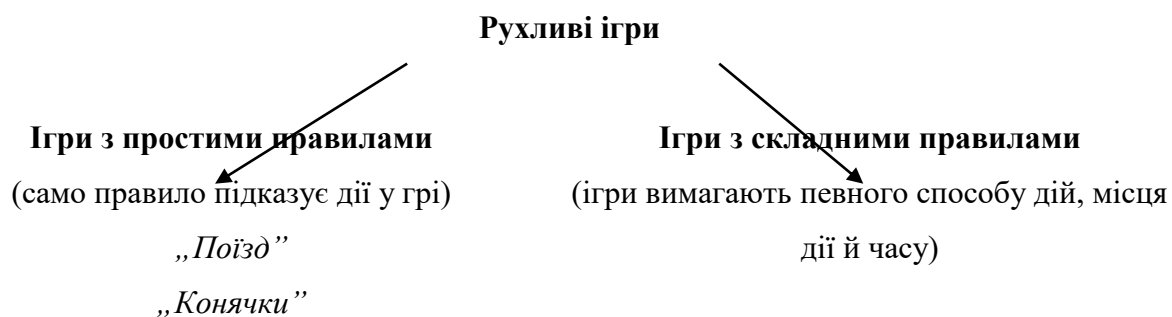 Рухливі ігри
Ігри з простими правилами
(само правило підказує дії у грі)
„Поїзд”
„Конячки”
Ігри з складними правилами
(ігри вимагають певного способу дій, місця
дії й часу)